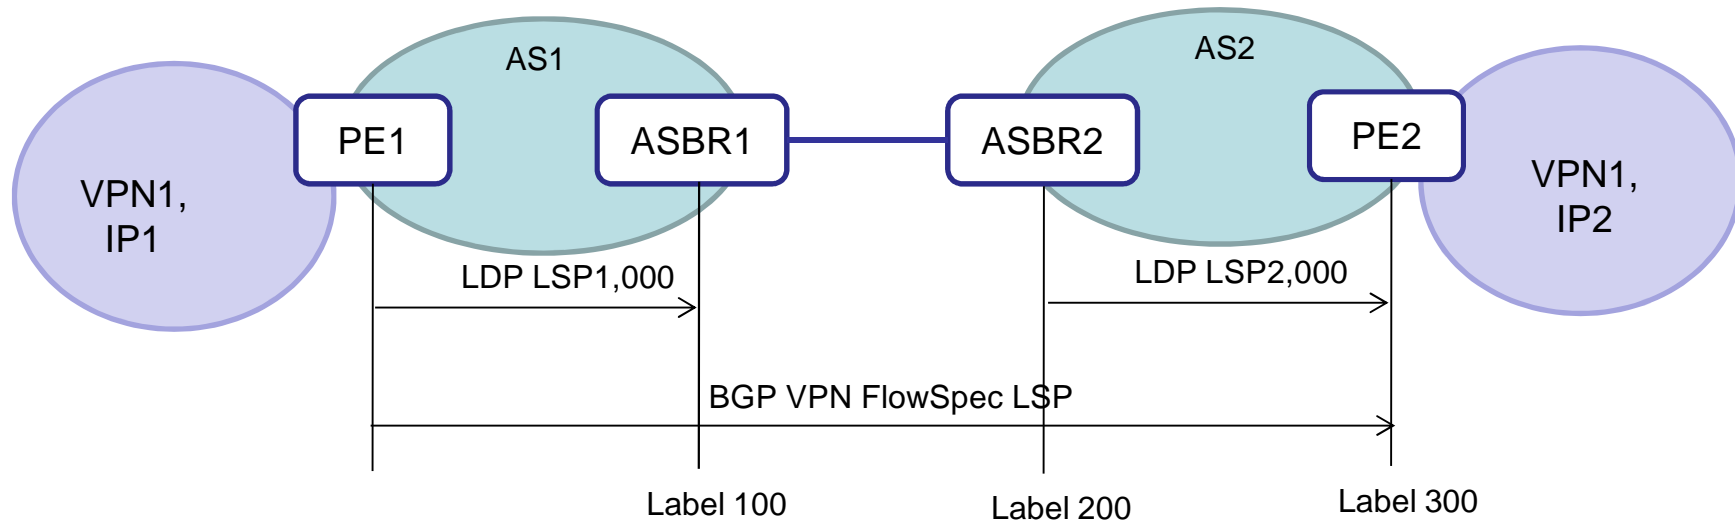 AS1
AS2
PE1
ASBR1
ASBR2
PE2
VPN1,
IP1
VPN1,
IP2
LDP LSP1,000
LDP LSP2,000
BGP VPN FlowSpec LSP
Label 100
Label 200
Label 300